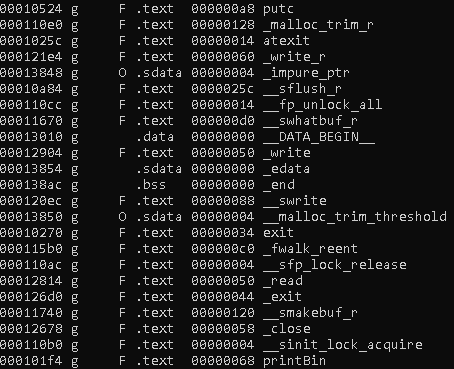 00010524 g F .text 000000a8 putc
000110e0 g F .text 00000128 _malloc_trim_r
0001025c g F .text 00000014 atexit
000121e4 g F .text 00000060 _write_r
00013848 g O .sdata 00000004 _impure_ptr
00010a84 g F .text 0000025c __sflush_r
000110cc g F .text 00000014 __fp_unlock_all
00011670 g F .text 000000d0 __swhatbuf_r
00013010 g .data 00000000 __DATA_BEGIN__
00012904 g F .text 00000050 _write
00013854 g .sdata 00000000 _edata
000138ac g .bss 00000000 _end
000120ec g F .text 00000088 __swrite
00013850 g O .sdata 00000004 __malloc_trim_threshold
00010270 g F .text 00000034 exit
000115b0 g F .text 000000c0 _fwalk_reent
000110ac g F .text 00000004 __sfp_lock_release
00012814 g F .text 00000050 _read
000126d0 g F .text 00000044 _exit
00011740 g F .text 00000120 __smakebuf_r
00012678 g F .text 00000058 _close
000110b0 g F .text 00000004 __sinit_lock_acquire
000101f4 g F .text 00000068 printBin